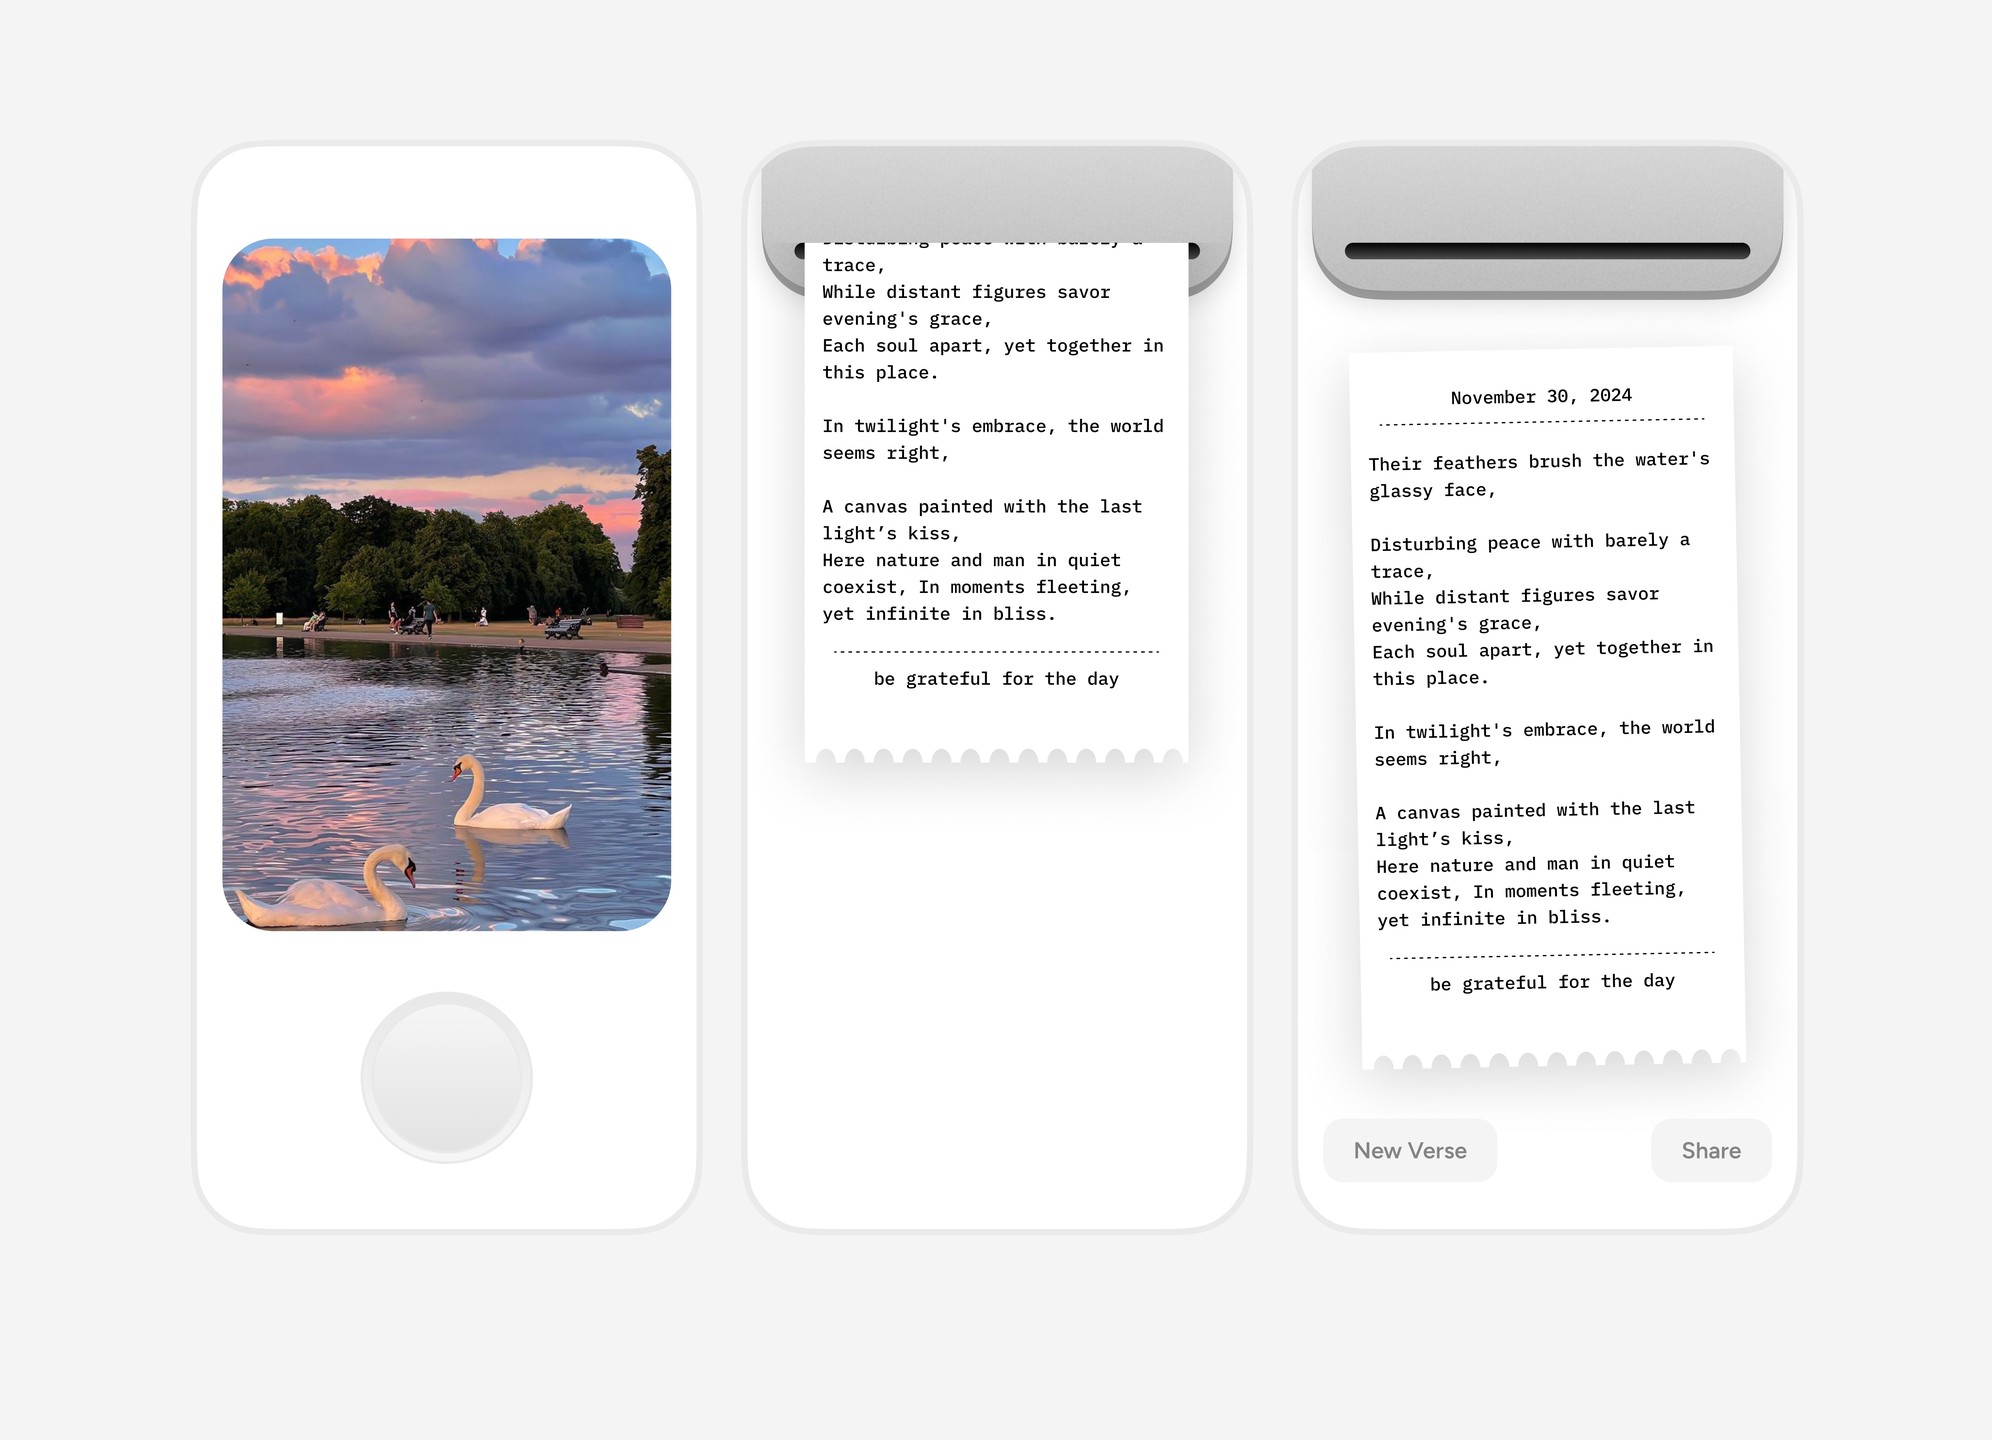 Disturbing peace with barely a
trace,
While distant figures savor
evening's grace,
Each soul apart, yet together in
this place.
In twilight's embrace, the world
seems right,
A canvas painted with the last
light’s kiss,
Here nature and man in quiet
coexist, In moments fleeting,
yet infinite in bliss.
be grateful for the day
November 30, 2024
Their feathers brush the water's
glassy face,
Disturbing peace with barely a
trace,
While distant figures savor
evening's grace,
Each soul apart, yet together in
this place.
In twilight's embrace, the world
seems right,
A canvas painted with the last
light’s kiss,
Here nature and man in quiet
coexist, In moments fleeting,
yet infinite in bliss.
be grateful for the day
New Verse
Share